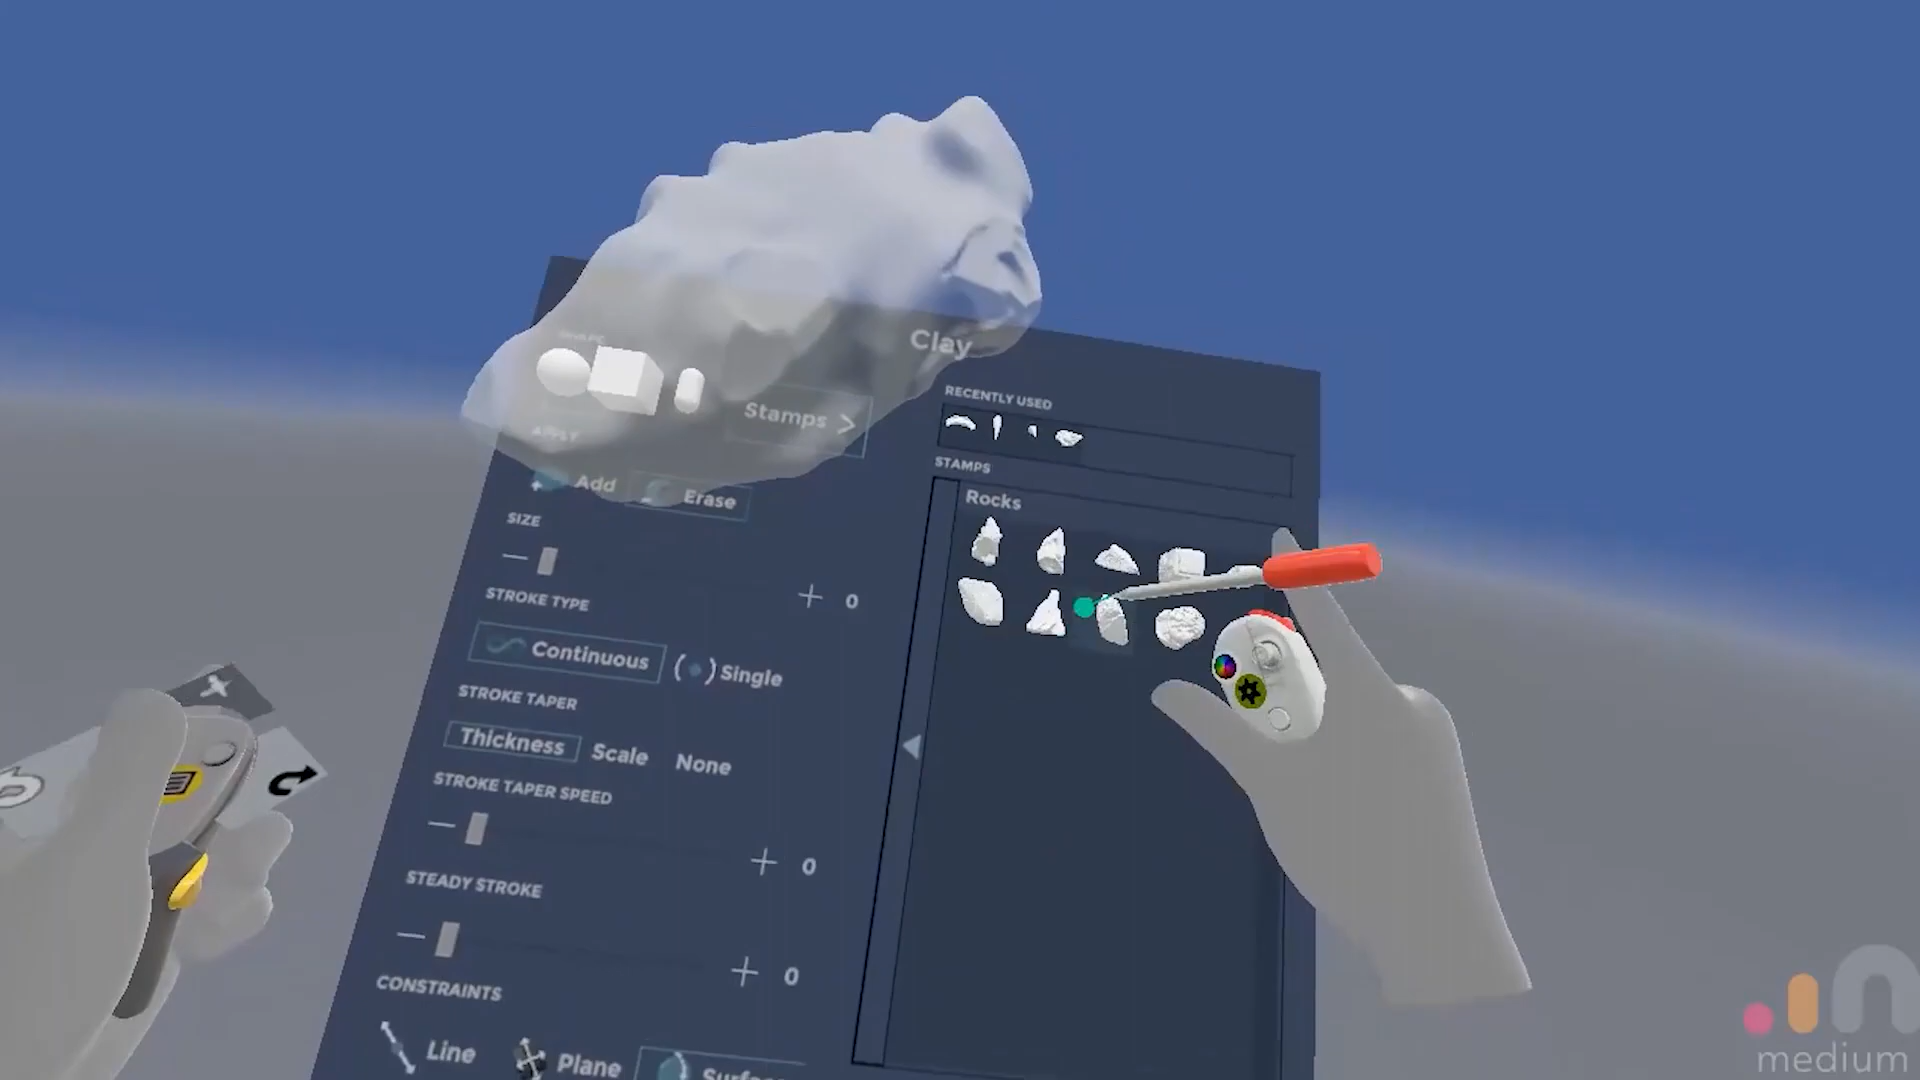 Clay
Stamps >
APPLY
Add Erase
SIZE
0
STROKE TYPE
Continuous Single
STROKE TAPER
Thickness Scale None
STROKE TAPER SPEED
0
STEADY STROKE
0
CONSTRAINTS
Line Plane
RECENTLY USED
STAMPS
Rocks
medium